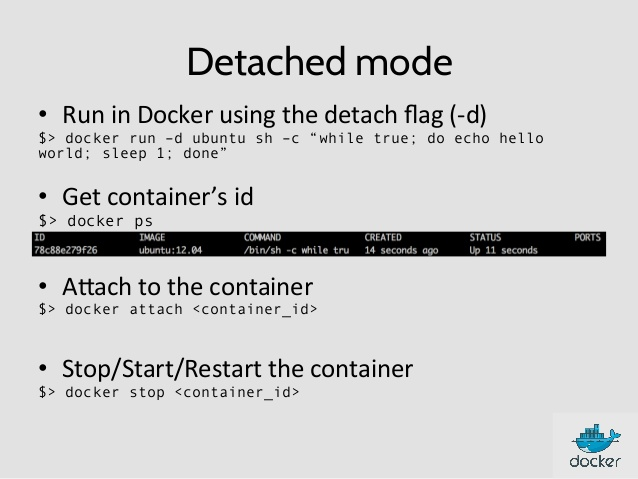 Detached mode
• Run in Docker using the detach flag (-d)
$> docker run –d ubuntu sh –c “while true; do echo hello
world; sleep 1; done”
• Get container’s id
$> docker ps
ID IMAGE COMMAND CREATED STATUS PORTS
78c88e279f26 ubuntu:12.04 /bin/sh -c while tru 14 seconds ago Up 11 seconds
• Attach to the container
$> docker attach <container_id>
• Stop/Start/Restart the container
$> docker stop <container_id>
docker